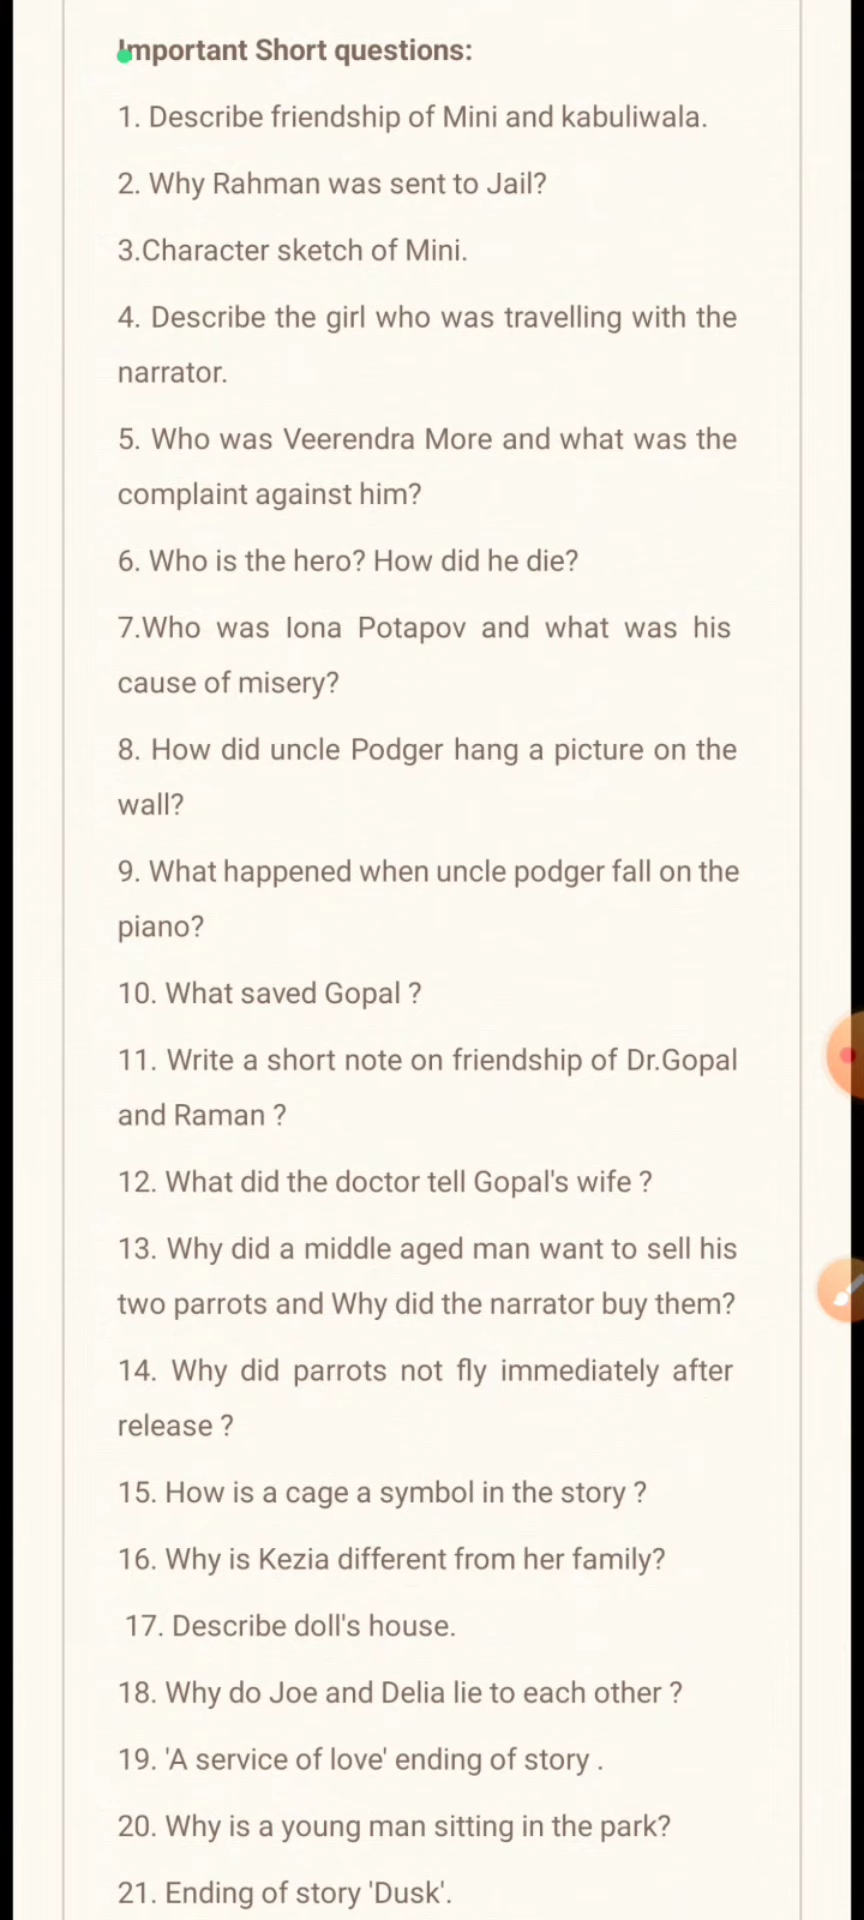 Important Short questions:
1. Describe friendship of Mini and kabuliwala.
2. Why Rahman was sent to Jail?
3.Character sketch of Mini.
4. Describe the girl who was travelling with the
narrator.
5. Who was Veerendra More and what was the
complaint against him?
6. Who is the hero? How did he die?
7.Who was Iona Potapov and what was his
cause of misery?
8. How did uncle Podger hang a picture on the
wall?
9. What happened when uncle podger fall on the
piano?
10. What saved Gopal ?
11. Write a short note on friendship of Dr.Gopal
and Raman ?
12. What did the doctor tell Gopal's wife ?
13. Why did a middle aged man want to sell his
two parrots and Why did the narrator buy them?
14. Why did parrots not fly immediately after
release ?
15. How is a cage a symbol in the story ?
16. Why is Kezia different from her family?
17. Describe doll's house.
18. Why do Joe and Delia lie to each other ?
19. 'A service of love' ending of story .
20. Why is a young man sitting in the park?
21. Ending of story 'Dusk'.